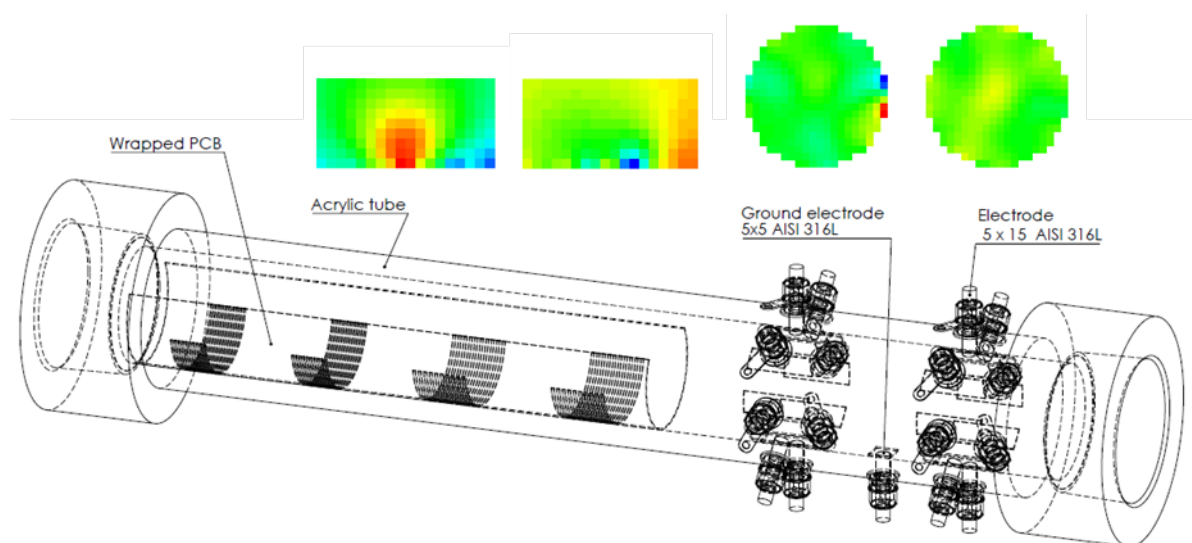 Wrapped PCB
Acrylic tube
Ground electrode
5x5 AISI 316L
Electrode
5 x 15 AISI 316L